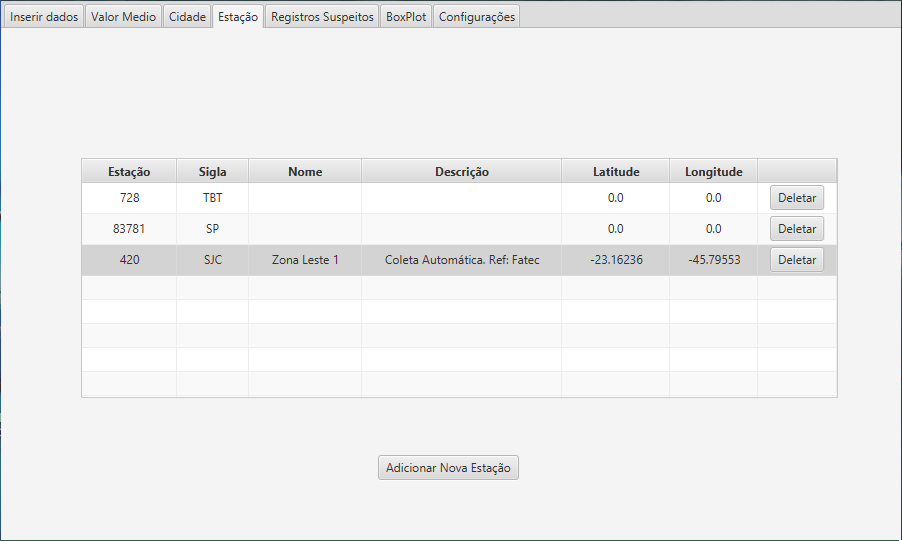 Inserir dados Valor Medio Cidade Estação Registros Suspeitos BoxPlot Configurações
Estação Sigla Nome Descrição Latitude Longitude
728 TBT 0.0 0.0 Deletar
83781 SP 0.0 0.0 Deletar
420 SJC Zona Leste 1 Coleta Automática. Ref: Fatec -23.16236 -45.79553 Deletar
Adicionar Nova Estação